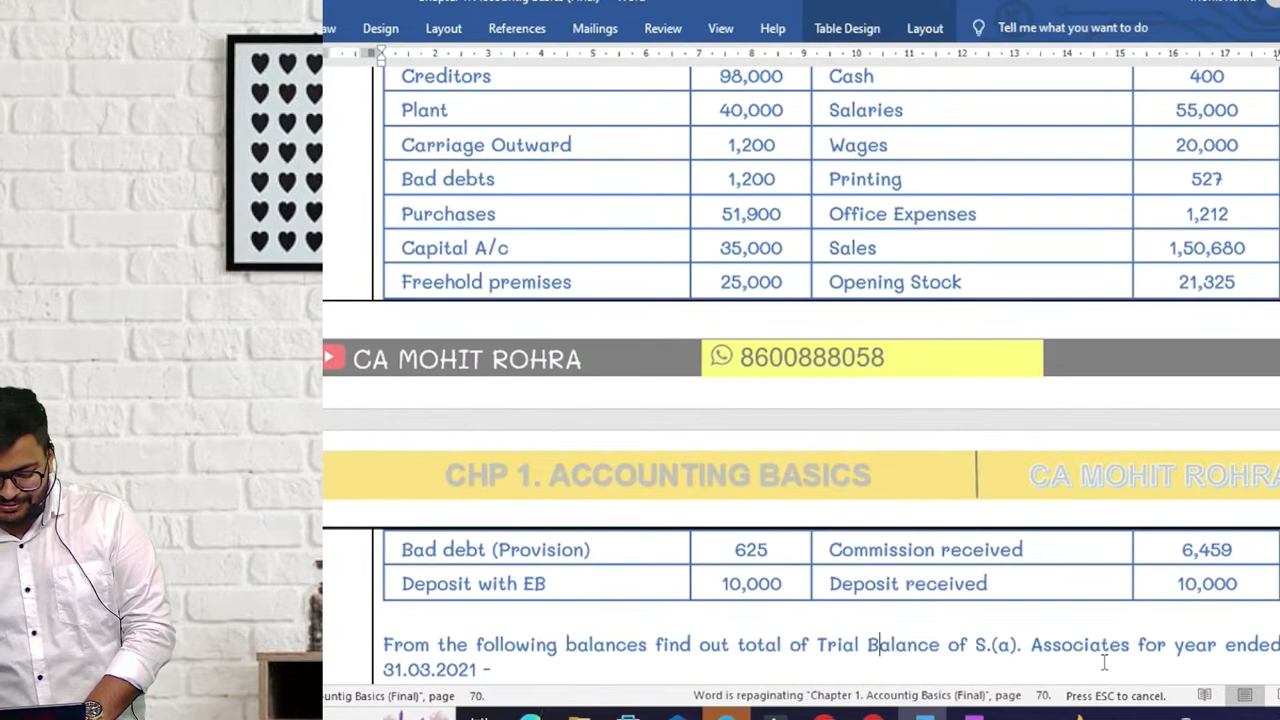 Design Layout References Mailings Review View Help Table Design Layout Tell me what you want to do
Creditors 98,000 Cash 400
Plant 40,000 Salaries 55,000
Carriage Outward 1,200 Wages 20,000
Bad debts 1,200 Printing 527
Purchases 51,900 Office Expenses 1,212
Capital A/c 35,000 Sales 1,50,680
Freehold premises 25,000 Opening Stock 21,325
CA MOHIT ROHRA 8600888058
CHP 1. ACCOUNTING BASICS CA MOHIT ROHRA
Bad debt (Provision) 625 Commission received 6,459
Deposit with EB 10,000 Deposit received 10,000
From the following balances find out total of Trial Balance of S.(a). Associates for year ended
31.03.2021 -
untig Basics (Final)", page 70. Word is repaginating "Chapter 1. Accountig Basics (Final)", page 70. Press ESC to cancel.